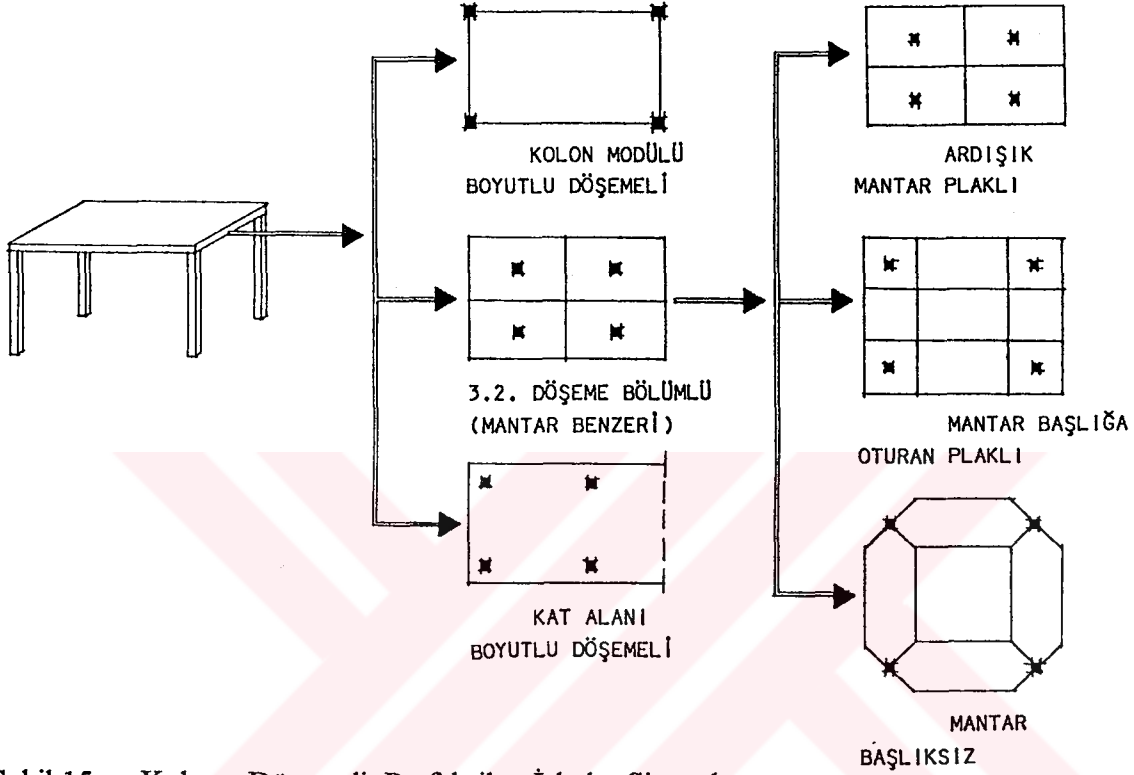 KOLON MODÜLÜ
BOYUTLU DÖŞEMELİ
3.2. DÖŞEME BÖLÜMLÜ
(MANTAR BENZERİ)
KAT ALANI
BOYUTLU DÖŞEMELİ
ARDIŞIK
MANTAR PLAKLI
MANTAR BAŞLIĞA
OTURAN PLAKLI
MANTAR
BAŞLIKSIZ